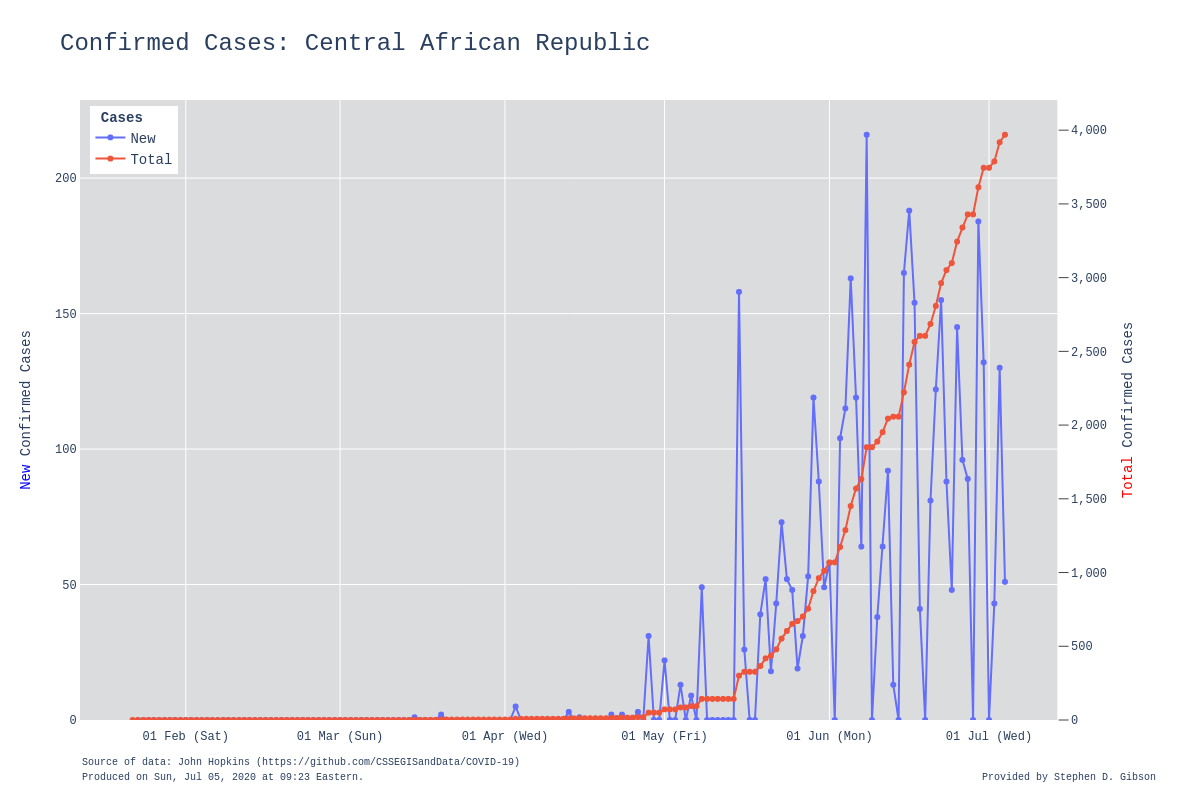 Confirmed Cases: Central African Republic
Cases
New
Total
200
150
100
50
0
4,000
3,500
3,000
2,500
2,000
1,500
1,000
500
0
New Confirmed Cases
Total Confirmed Cases
01 Feb (Sat) 01 Mar (Sun) 01 Apr (Wed) 01 May (Fri) 01 Jun (Mon) 01 Jul (Wed)
Source of data: John Hopkins (https://github.com/CSSEGISandData/COVID-19)
Produced on Sun, Jul 05, 2020 at 09:23 Eastern.
Provided by Stephen D. Gibson